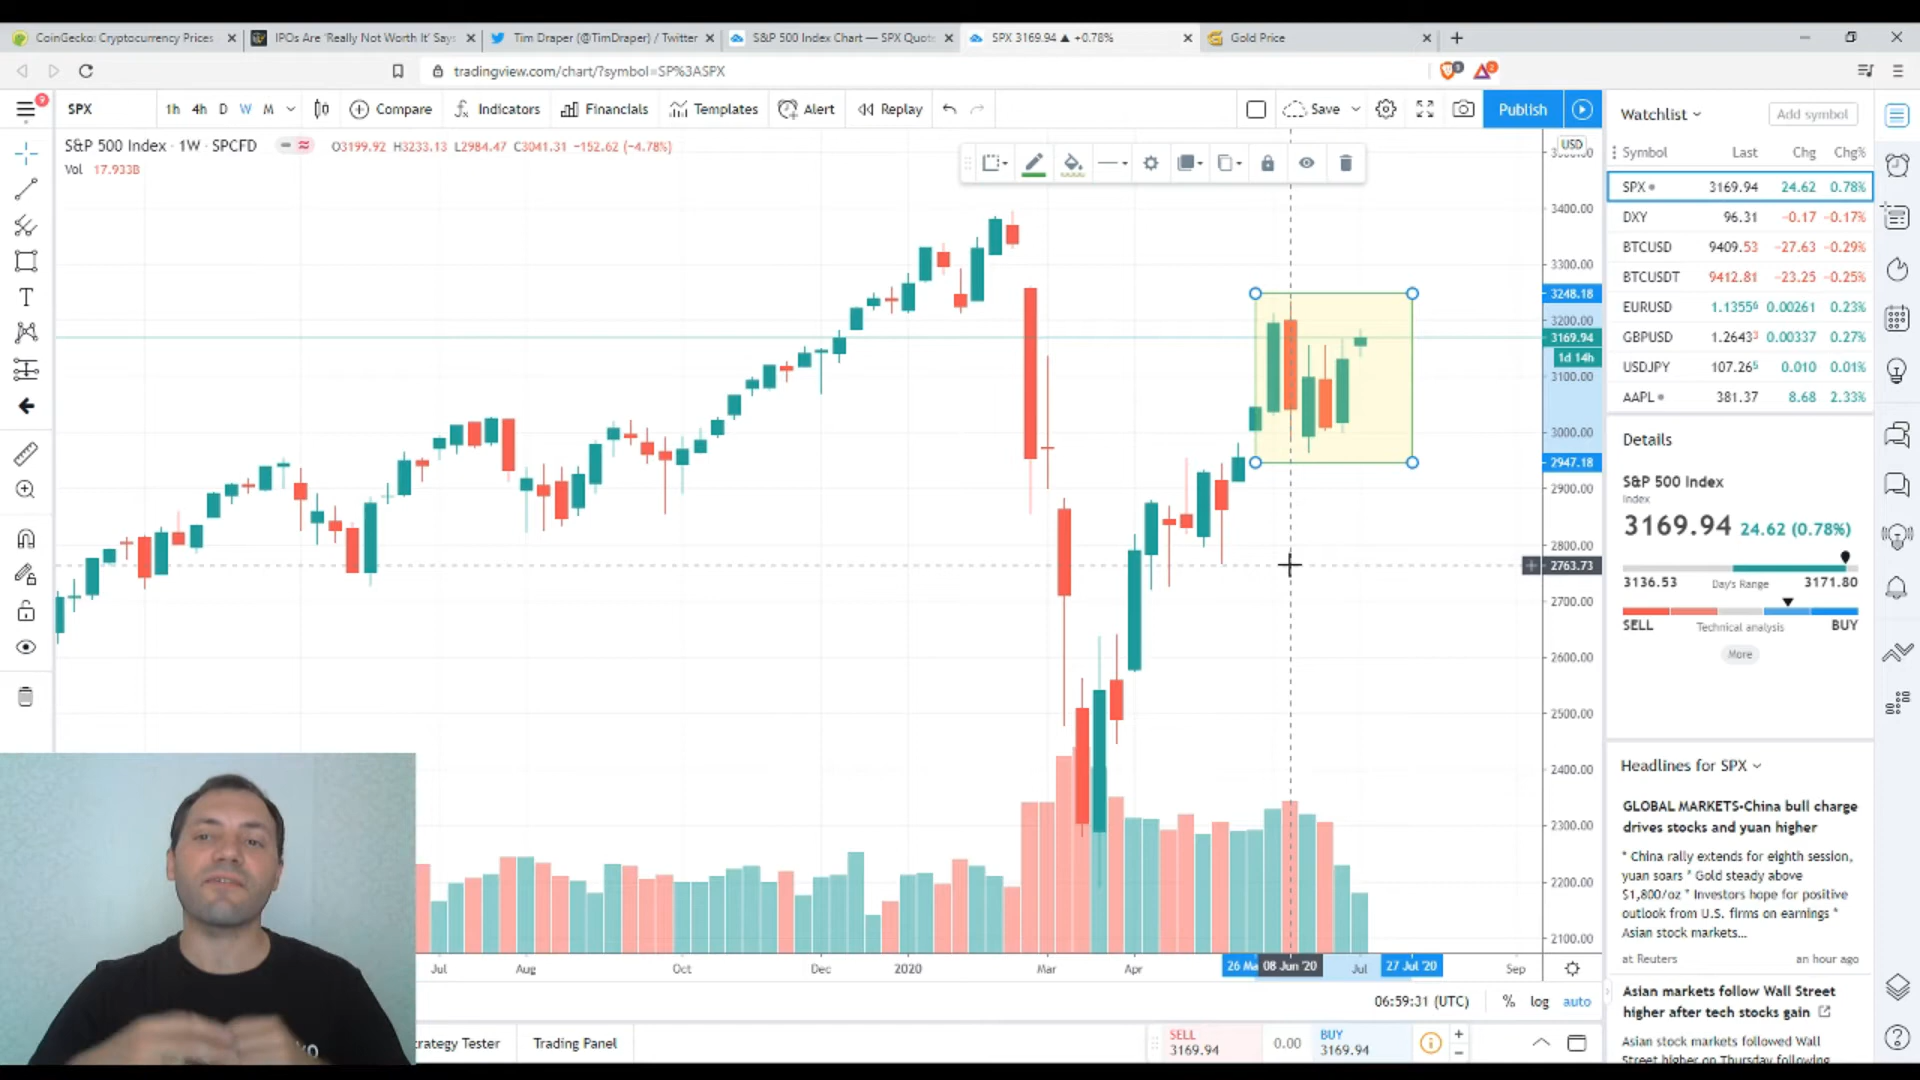 CoinGecko: Cryptocurrency Prices
IPOs Are 'Really Not Worth It' Says
Tim Draper (@TimDraper) / Twitter
S&P 500 Index Chart — SPX Quote
SPX 3169.94 ▲ +0.78%
Gold Price
tradingview.com/chart/?symbol=SP%3ASPX
9
SPX
1h 4h D W M
Compare
Indicators
Financials
Templates
Alert
Replay
Save
Publish
S&P 500 Index · 1W · SPCFD
O3199.92 H3233.13 L2984.47 C3041.31 −152.62 (−4.78%)
Vol 17.933B
USD
3400.00
3300.00
3248.18
3200.00
3169.94
1d 14h
3100.00
3000.00
2947.18
2900.00
2800.00
2763.73
2700.00
2600.00
2500.00
2400.00
2300.00
2200.00
2100.00
Jul Aug Oct Dec 2020 Mar Apr 26 Ma 08 Jun '20 Jul 27 Jul '20 Sep
06:59:31 (UTC) % log auto
Trading Panel
SELL
3169.94
0.00
BUY
3169.94
Watchlist
Add symbol
Symbol Last Chg Chg%
SPX 3169.94 24.62 0.78%
DXY 96.31 −0.17 −0.17%
BTCUSD 9409.53 −27.63 −0.29%
BTCUSDT 9412.81 −23.25 −0.25%
EURUSD 1.13556 0.00261 0.23%
GBPUSD 1.26433 0.00337 0.27%
USDJPY 107.265 0.010 0.01%
AAPL 381.37 8.68 2.33%
Details
S&P 500 Index
Index
3169.94 24.62 (0.78%)
3136.53 Day's Range 3171.80
SELL Technical analysis BUY
More
Headlines for SPX
GLOBAL MARKETS-China bull charge
drives stocks and yuan higher
* China rally extends for eighth session,
yuan soars * Gold steady above
$1,800/oz * Investors hope for positive
outlook from U.S. firms on earnings *
Asian stock markets...
at Reuters an hour ago
Asian markets follow Wall Street
higher after tech stocks gain
Asian stock markets followed Wall
Street higher on Thursday following